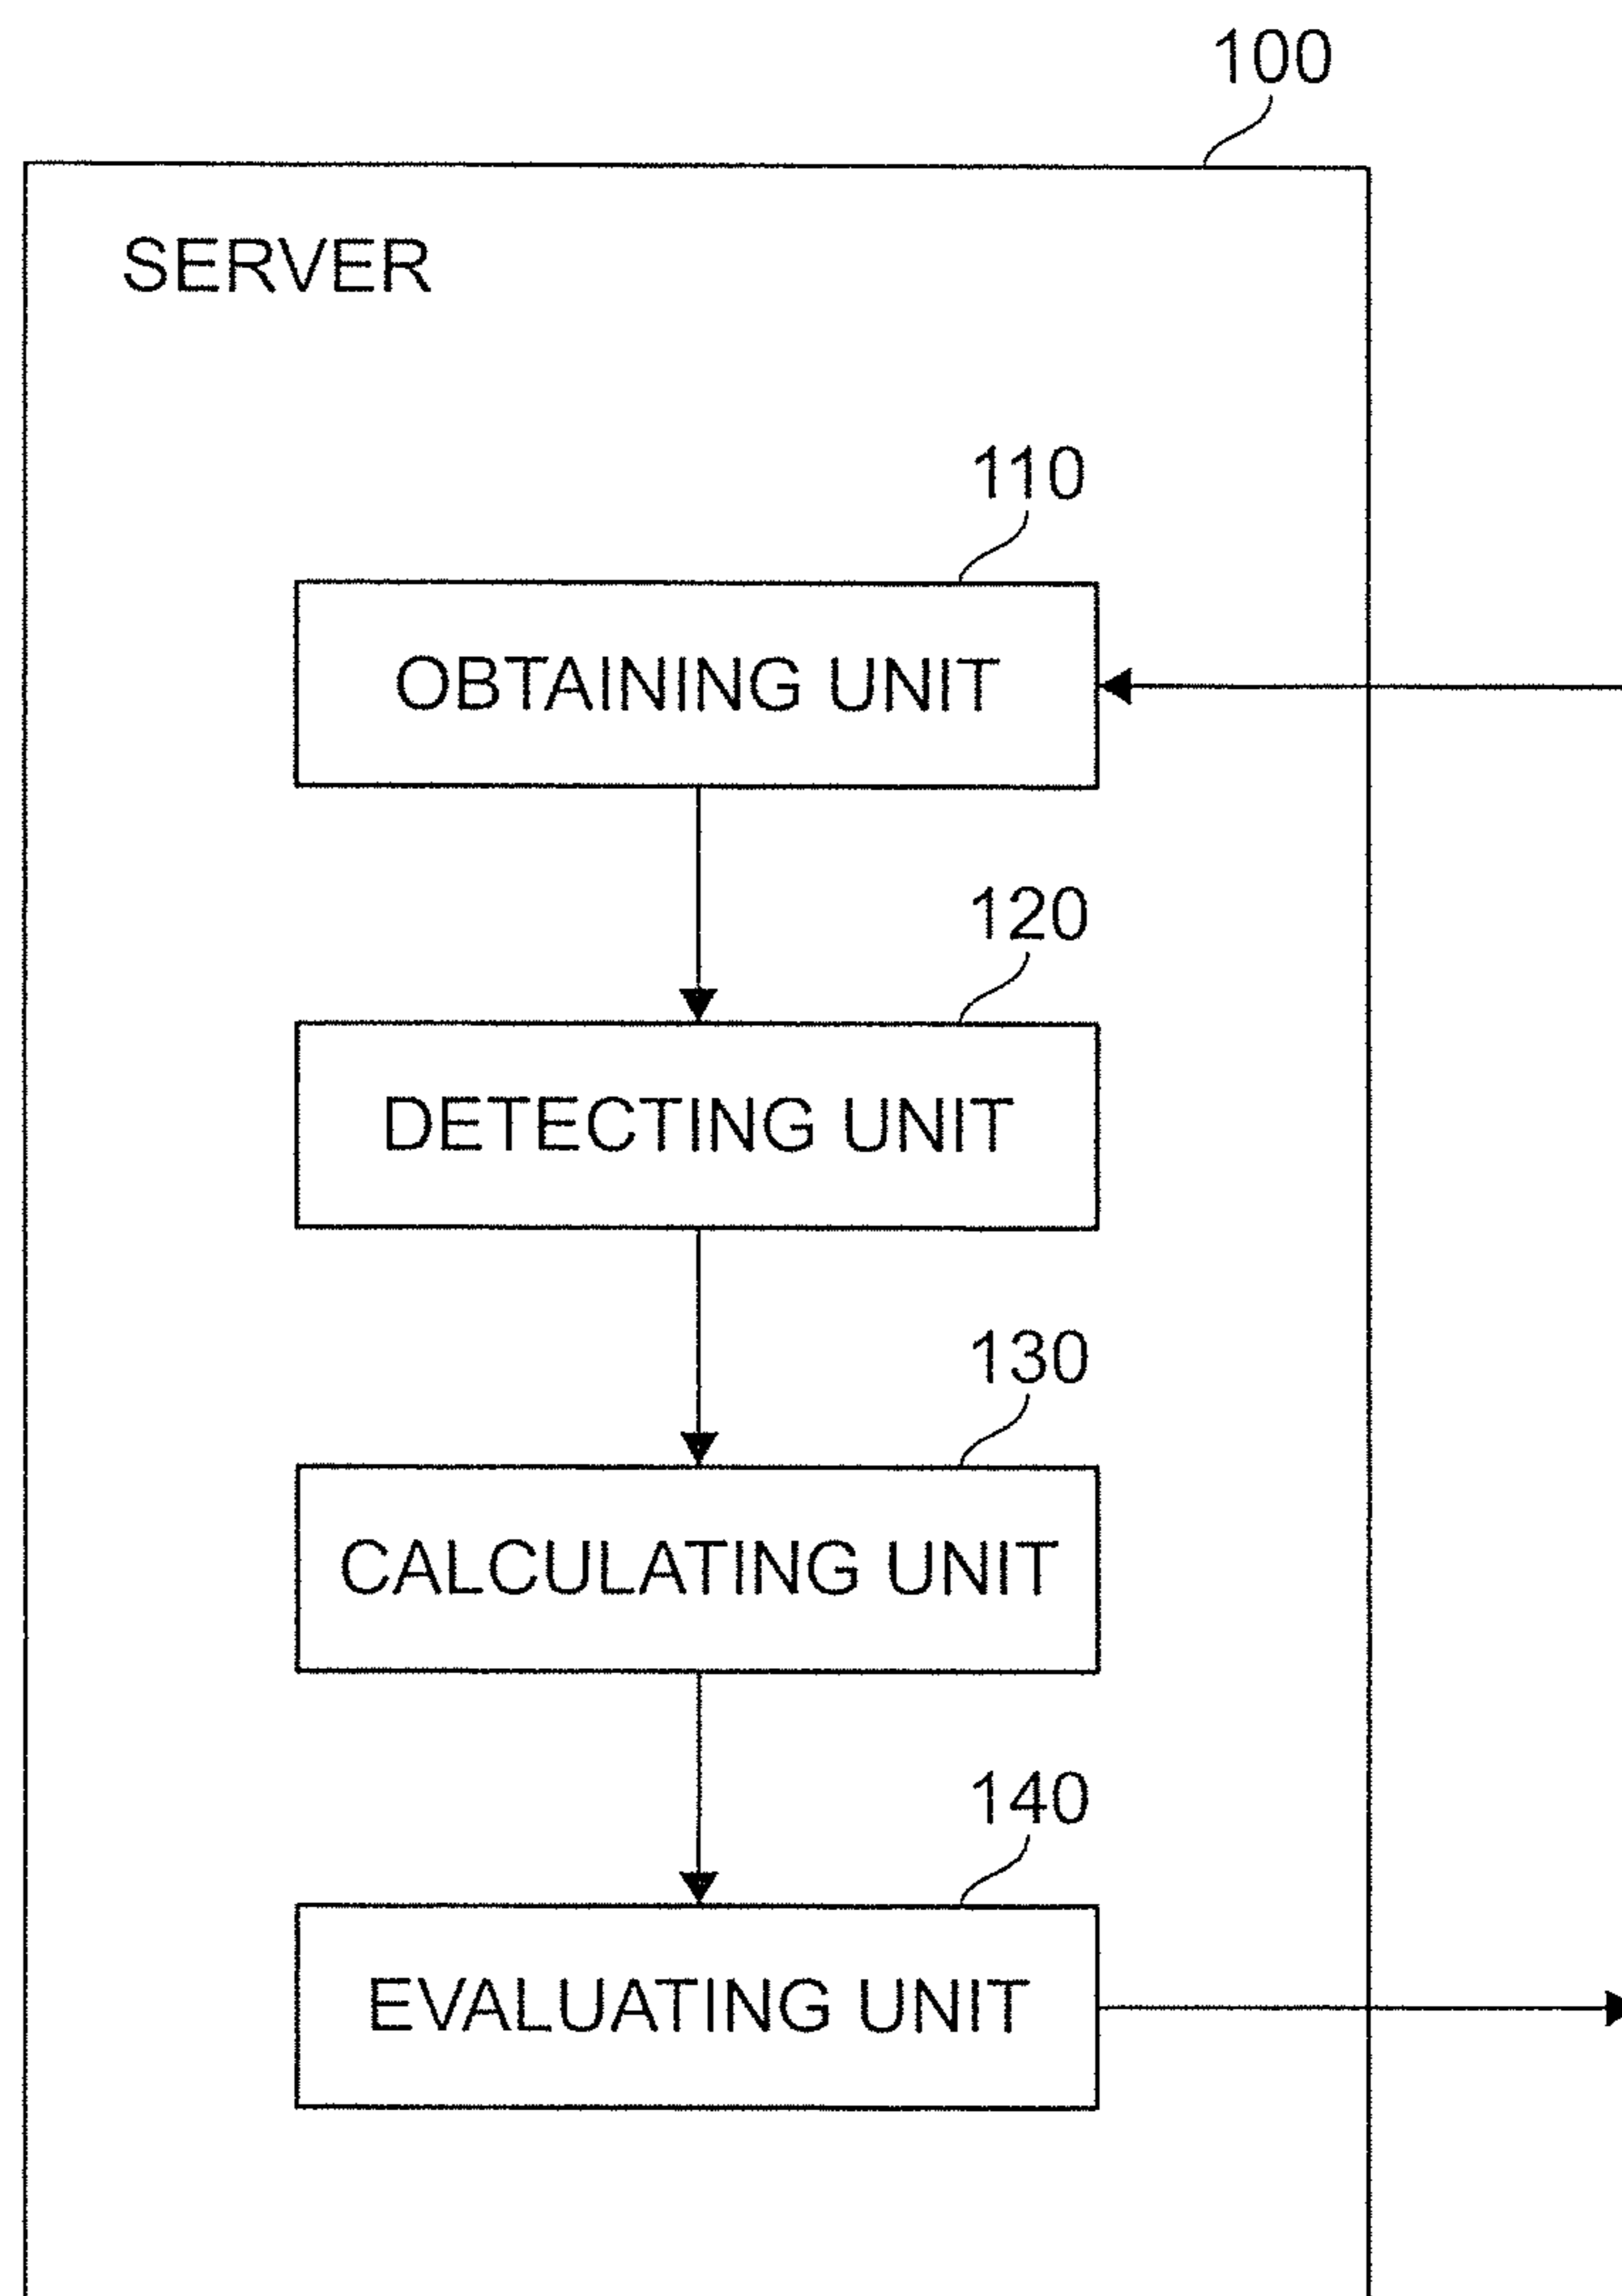 100
SERVER
110
OBTAINING UNIT
120
DETECTING UNIT
130
CALCULATING UNIT
140
EVALUATING UNIT